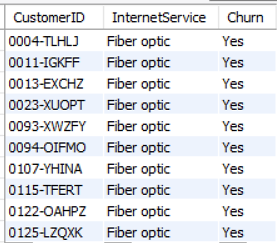 CustomerID InternetService Churn
0004-TLHLJ Fiber optic Yes
0011-IGKFF Fiber optic Yes
0013-EXCHZ Fiber optic Yes
0023-XUOPT Fiber optic Yes
0093-XWZFY Fiber optic Yes
0094-OIFMO Fiber optic Yes
0107-YHINA Fiber optic Yes
0115-TFERT Fiber optic Yes
0122-OAHPZ Fiber optic Yes
0125-LZQXK Fiber optic Yes